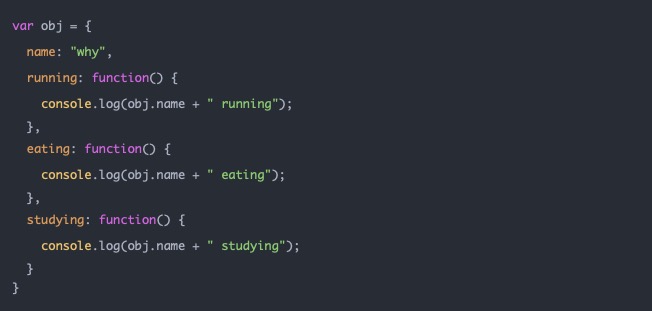 var obj = {
  name: "why",
  running: function() {
    console.log(obj.name + " running");
  },
  eating: function() {
    console.log(obj.name + " eating");
  },
  studying: function() {
    console.log(obj.name + " studying");
  }
}